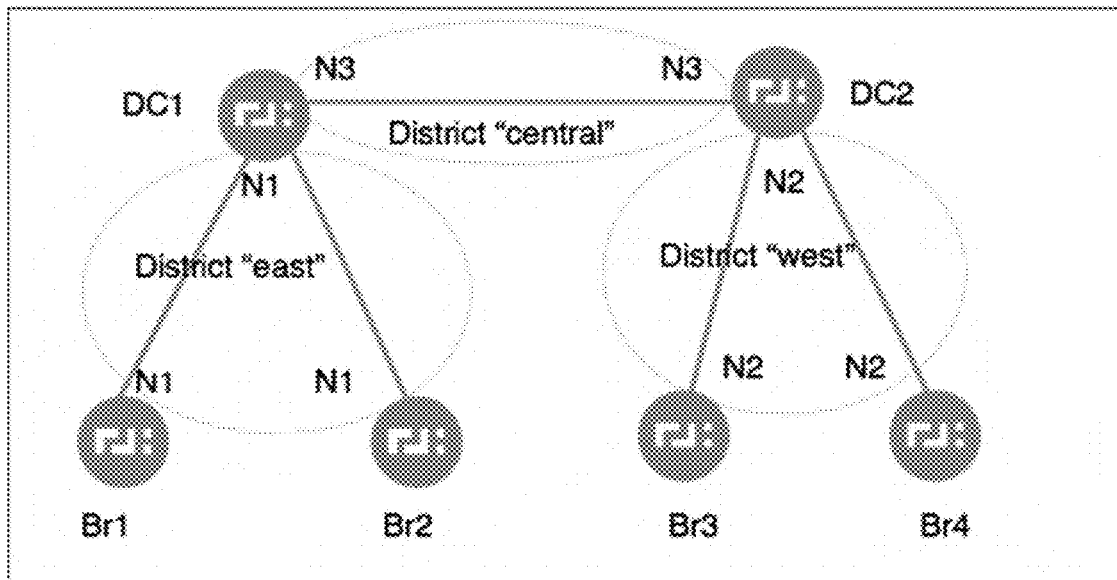 N3 N3
DC1 DC2
District “central”
N1 N2
District “east” District “west”
N1 N1 N2 N2
Br1 Br2 Br3 Br4